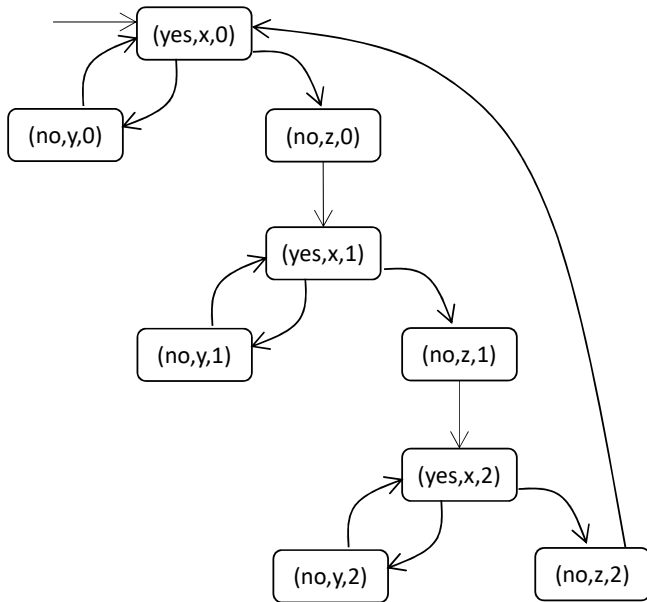 (yes,x,0)
(no,y,0)
(no,z,0)
(yes,x,1)
(no,y,1)
(no,z,1)
(yes,x,2)
(no,y,2)
(no,z,2)